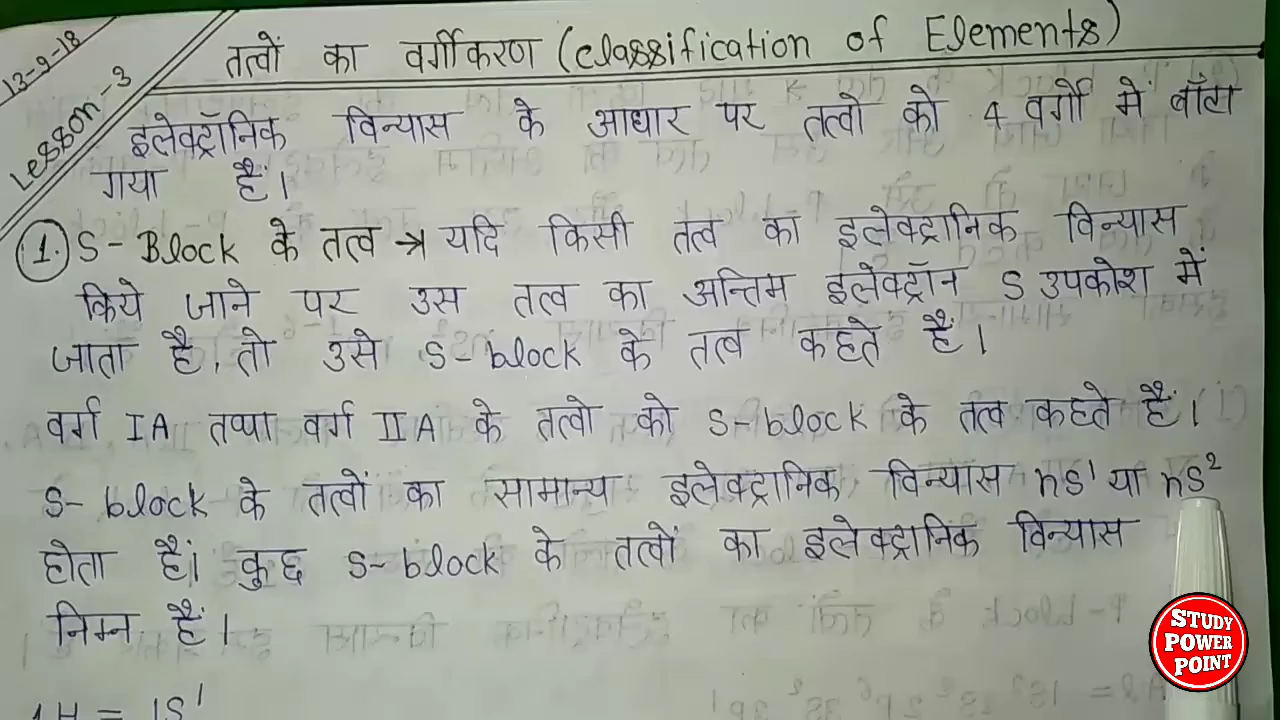 13-9-18
Lesson-3
तत्वों का वर्गीकरण (classification of Elements)
इलेक्ट्रॉनिक विन्यास के आधार पर तत्वो को 4 वर्गों में बाँटा
गया है।
1. S-Block के तत्व → यदि किसी तत्व का इलेक्ट्रानिक विन्यास
किये जाने पर उस तत्व का अन्तिम इलेक्ट्रॉन S उपकोश में
जाता है, तो उसे S-block के तत्व कहते हैं।
वर्ग IA तथा वर्ग IIA के तत्वो को S-block के तत्व कहते हैं।
S-block के तत्वों का सामान्य इलेक्ट्रानिक विन्यास ns¹ या ns²
होता हैं। कुछ S-block के तत्वों का इलेक्ट्रानिक विन्यास
निम्न हैं।
1H = 1S¹
STUDY
POWER
POINT